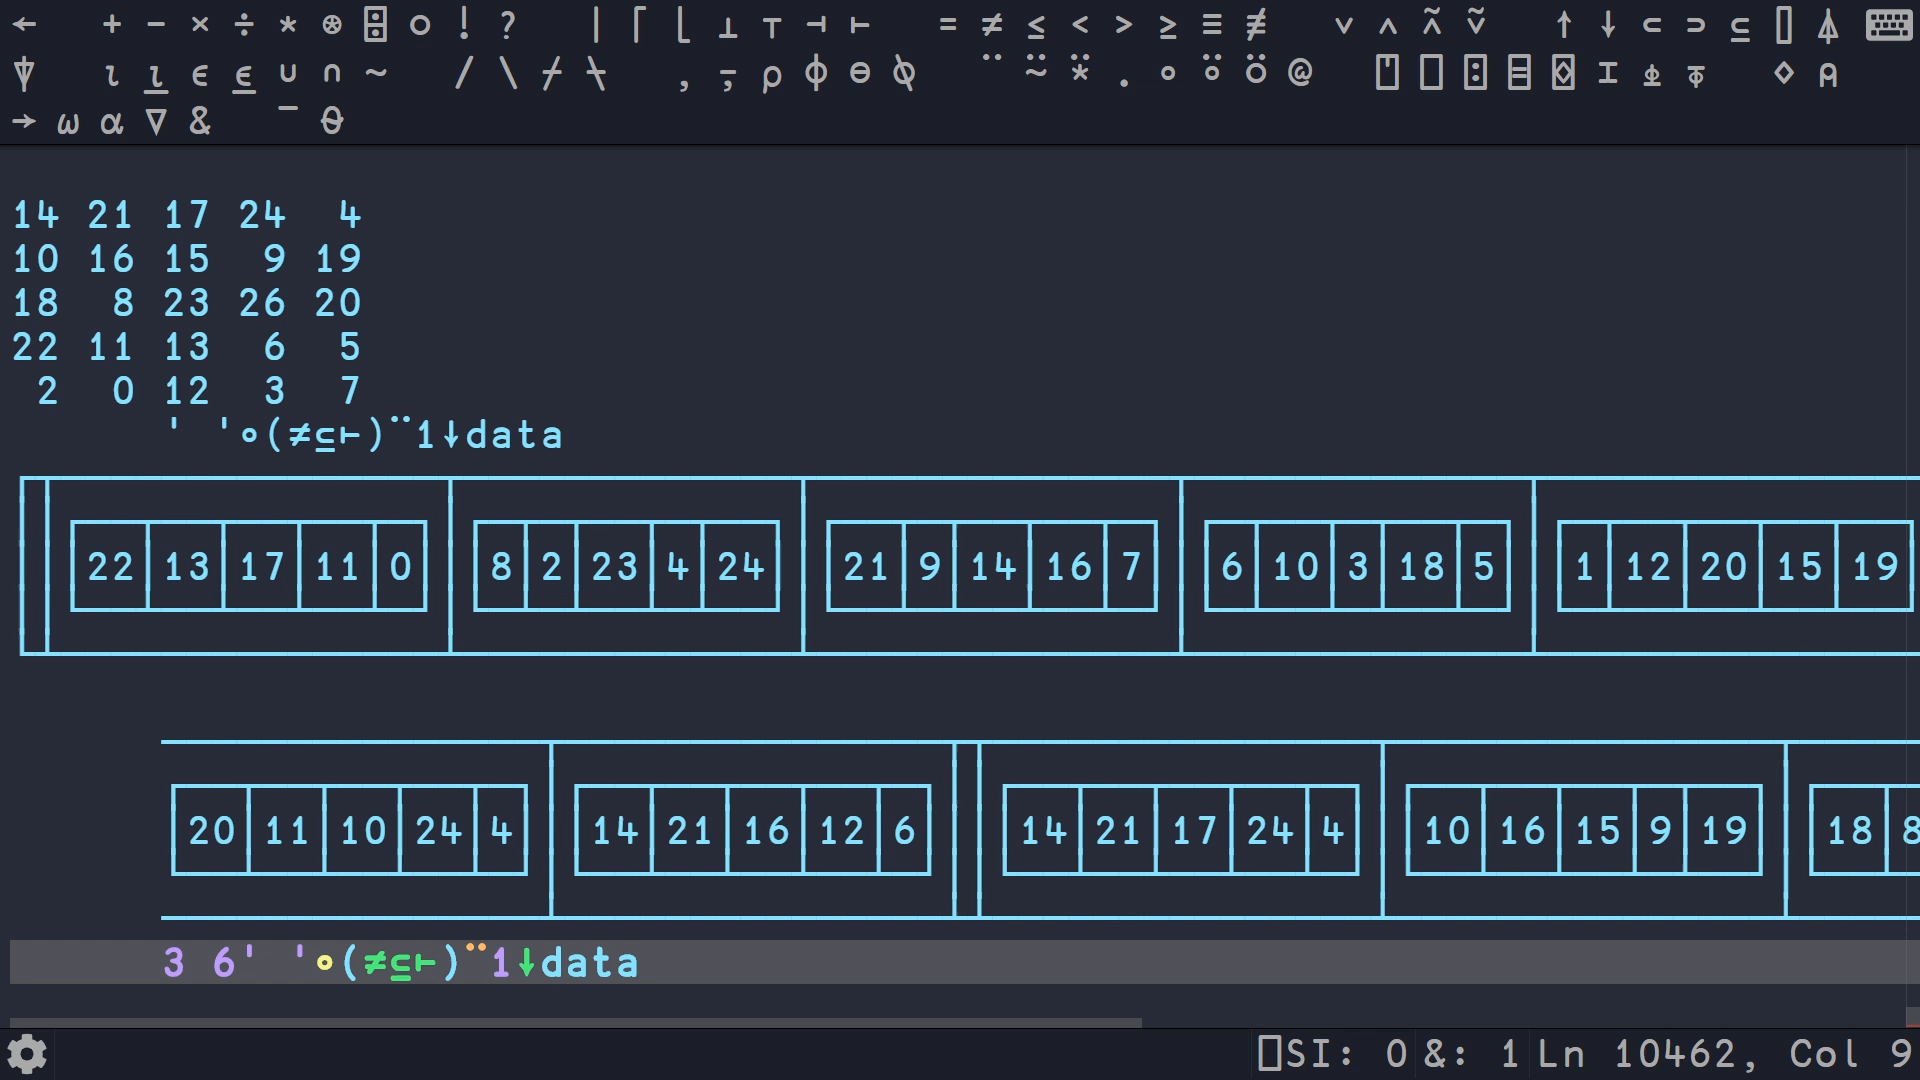 ← + - × ÷ * ⍟ ⌹ ○ ! ? | ⌈ ⌊ ⊥ ⊤ ⊣ ⊢ = ≠ ≤ < > ≥ ≡ ≢ ∨ ∧ ⍲ ⍱ ↑ ↓ ⊂ ⊃ ⊆ ⌷ ⍋
⍒ ⍳ ⍸ ∊ ⍷ ∪ ∩ ~ / \ ⌿ ⍀ , ⍪ ⍴ ⌽ ⊖ ⍉ ¨ ⍨ ⍣ . ∘ ⍤ ⍥ @ ⍞ ⎕ ⍠ ⌸ ⌺ ⌶ ⍎ ⍕ ⋄ ⍝
→ ⍵ ⍺ ∇ & ¯ ⍬
14 21 17 24 4
10 16 15 9 19
18 8 23 26 20
22 11 13 6 5
2 0 12 3 7
' '∘(≠⊆⊢)¨1↓data
22 13 17 11 0 8 2 23 4 24 21 9 14 16 7 6 10 3 18 5 1 12 20 15 19
20 11 10 24 4 14 21 16 12 6 14 21 17 24 4 10 16 15 9 19 18 8
3 6' '∘(≠⊆⊢)¨1↓data
⎕SI: 0 &: 1 Ln 10462, Col 9